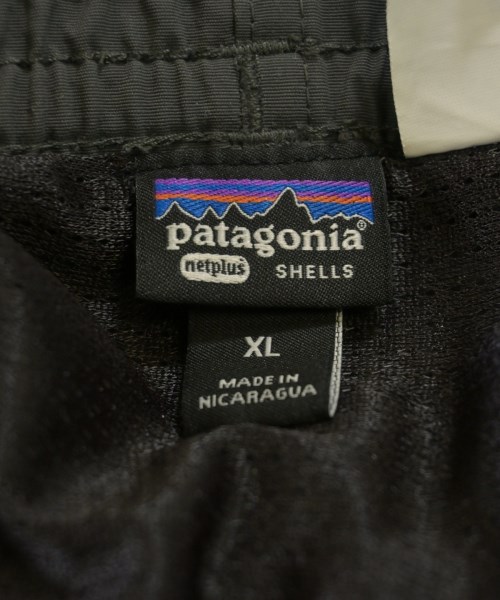 patagonia®
netplus SHELLS
XL
MADE IN
NICARAGUA